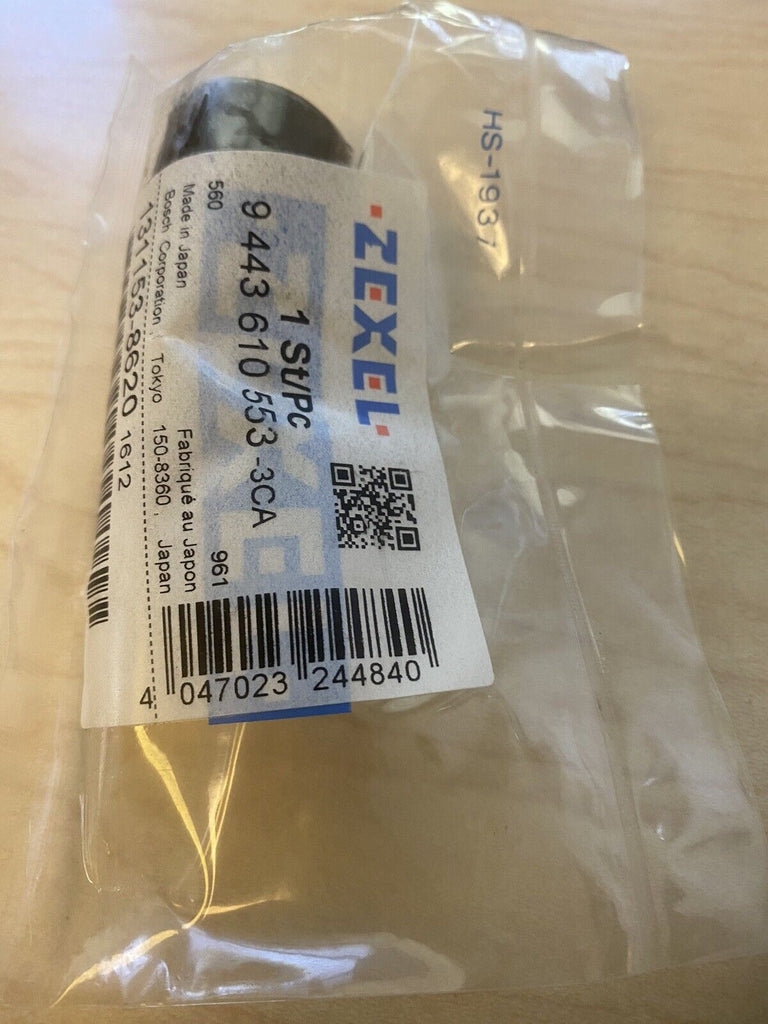 HS-1937
ZEXEL
1 St/Pc
9 443 610 553 -3CA
560
961
Made in Japan
Fabriqué au Japon
Bosch Corporation , Tokyo 150-8360 , Japan
131153-8620 1612
4 047023 244840
ZEXEL